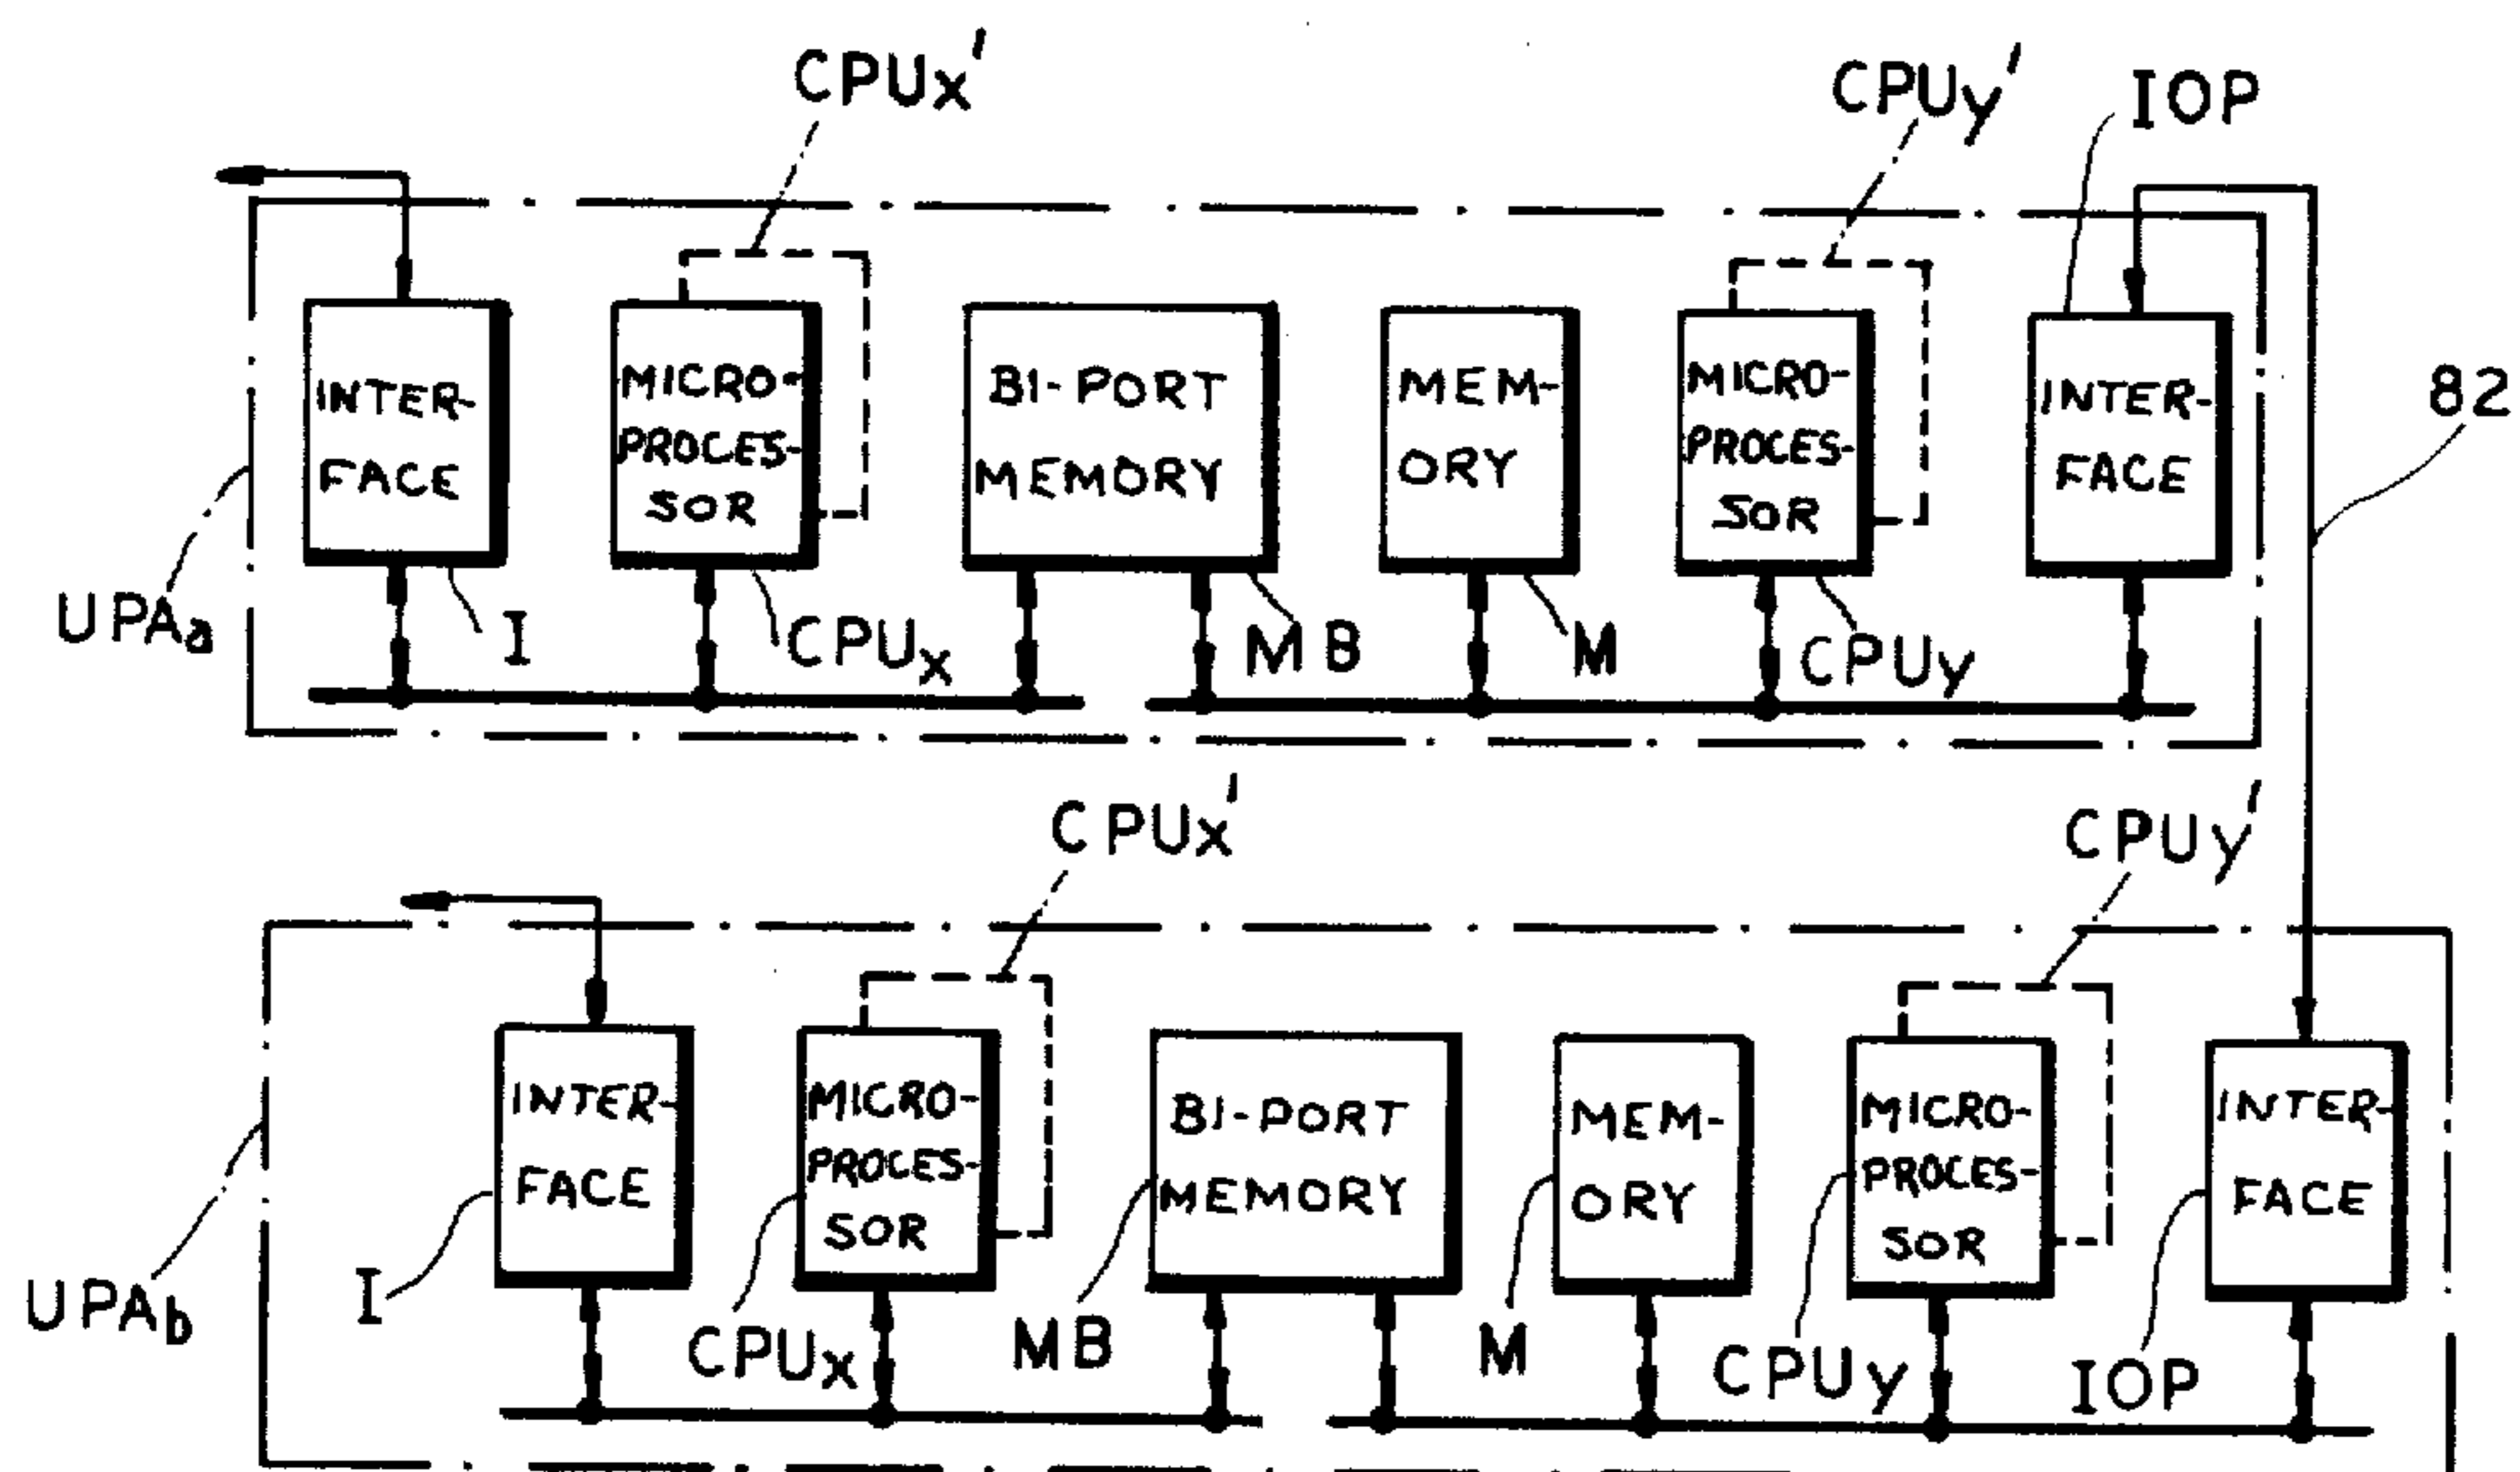 CPUx'
CPUy'
IOP
INTER-
FACE
MICRO-
PROCES-
SOR
BI-PORT
MEMORY
MEM-
ORY
MICRO-
PROCES-
SOR
INTER-
FACE
82
UPAa
I
CPUx
MB
M
CPUy
CPUx'
CPUy'
INTER-
FACE
MICRO-
PROCES-
SOR
BI-PORT
MEMORY
MEM-
ORY
MICRO-
PROCES-
SOR
INTER-
FACE
UPAb
I
CPUx
MB
M
CPUy
IOP